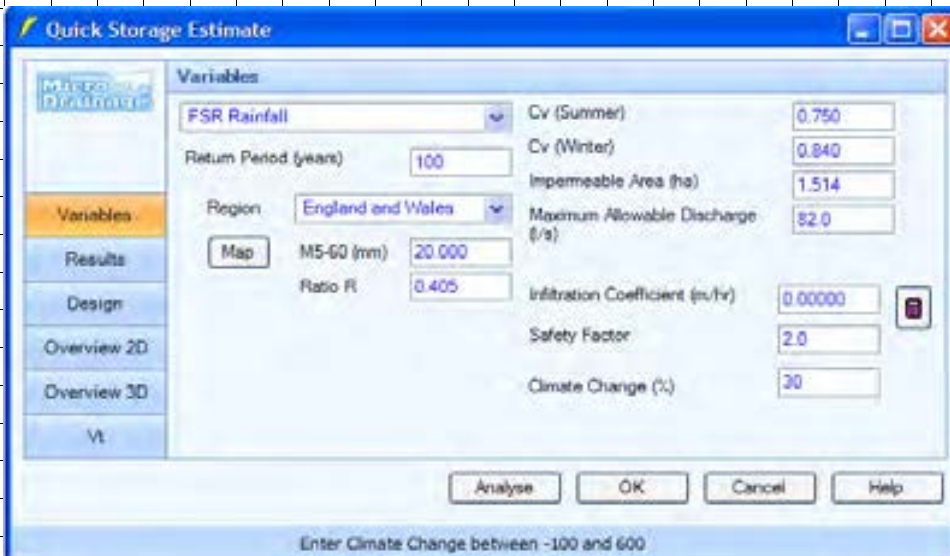 Quick Storage Estimate
Micro Drainage
Variables
FSR Rainfall
Return Period (years) 100
Region England and Wales
Map M5-60 (mm) 20.000
Ratio R 0.405
Cv (Summer) 0.750
Cv (Winter) 0.840
Impermeable Area (ha) 1.514
Maximum Allowable Discharge (l/s) 82.0
Infiltration Coefficient (m/hr) 0.00000
Safety Factor 2.0
Climate Change (%) 30
Variables
Results
Design
Overview 2D
Overview 3D
Vt
Analyse OK Cancel Help
Enter Climate Change between -100 and 600